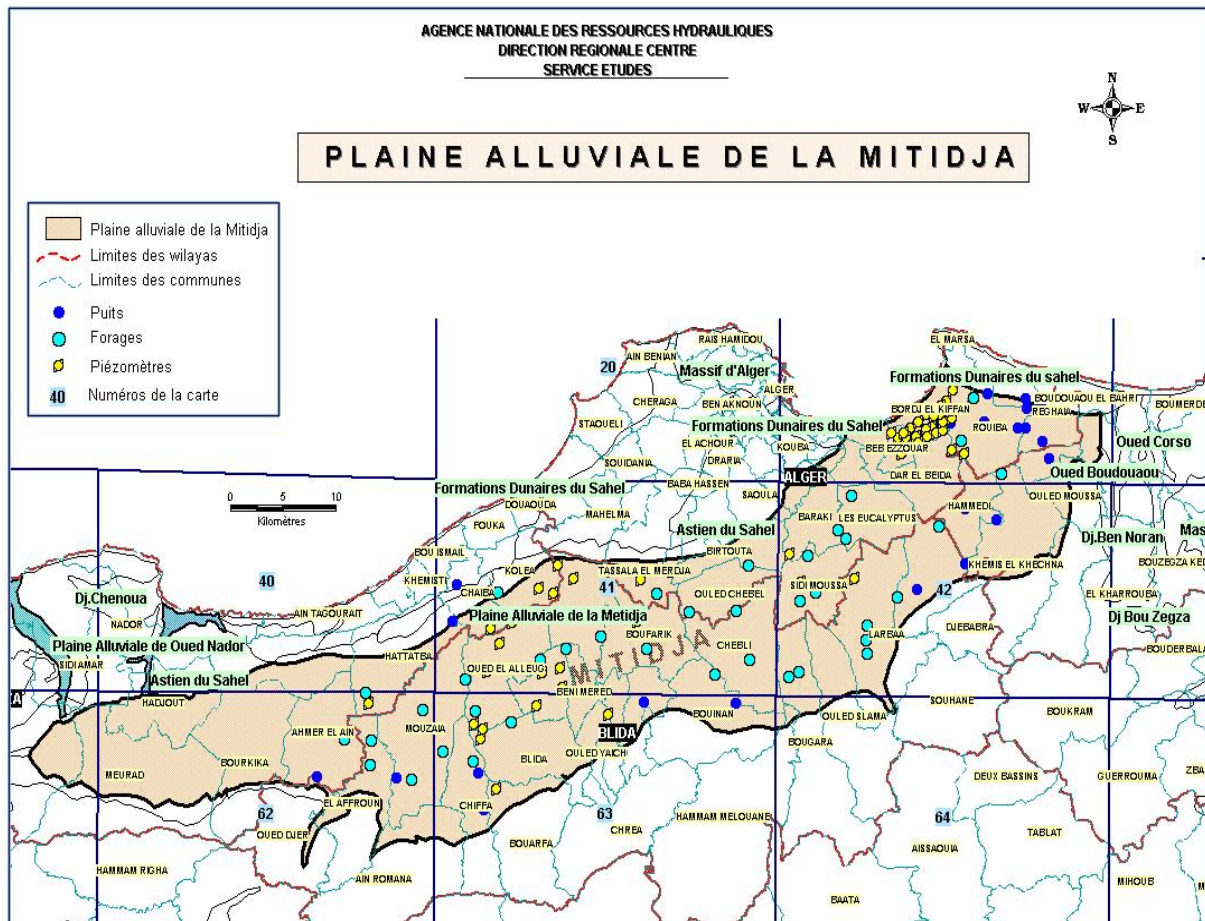 AGENCE NATIONALE DES RESSOURCES HYDRAULIQUES
DIRECTION REGIONALE CENTRE
SERVICE ETUDES
N
W E
S
PLAINE ALLUVIALE DE LA MITIDJA
Plaine alluviale de la Mitidja
Limites des wilayas
Limites des communes
Puits
Forages
Piézomètres
40 Numéros de la carte
EL MARSA
RAIS HAMIDOU
AIN BENIAN
20
Massif d'Alger
Formations Dunaires du sahel
ALGER
CHERAGA
BEN AKNOUN
BORDJ EL KIFFAN
BOUDOUAOU EL BAHRI
REGHAIA
BOUMERDE
STAOUELI
Formations Dunaires du Sahel
ROUIBA
EL ACHOUR
KOUBA
BEB EZZOUAR
Oued Corso
SOUIDANIA
DRARIA
DAR EL BEIDA
Oued Boudouaou
BABA HASSEN
ALGER
Formations Dunaires du Sahel
SAOULA
OULED MOUSSA
0 5 10
Kilomètres
DOUAOUDA
MAHELMA
HAMMEDI
FOUKA
BARAKI
LES EUCALYPTUS
Astien du Sahel
Dj.Ben Noran
Mas
BOU ISMAIL
BIRTOUTA
BOUZEGZA KED
KOLEA
TASSALA EL MERDJA
KHEMIS EL KHECHNA
40
KHEMISTI
CHAIBA
41
SIDI MOUSSA
42
Dj.Chenoua
OULED CHEBEL
EL KHARROUBA
AIN TAGOURAIT
Plaine Alluviale de la Metidja
Dj Bou Zegza
NADOR
BOUFARIK
LARBAA
DJEBABRA
Plaine Alluviale de Oued Nador
MITIDJA
CHEBLI
BOUDERBALA
HATTATBA
SIDI AMAR
OUED EL ALLEUG
Astien du Sahel
BENI MERED
SOUHANE
A
HADJOUT
BOUINAN
OULED SLAMA
BOUKRAM
AHMER EL AIN
MOUZAIA
BLIDA
BOUGARA
BLIDA
OULED YAICH
MEURAD
BOURKIKA
DEUX BASSINS
GUERROUMA
ZBA
EL AFFROUN
CHIFFA
62
63
64
OUED DJER
CHREA
HAMMAM MELOUANE
TABLAT
BOUARFA
AISSAOUIA
HAMMAM RIGHA
AIN ROMANA
MIHOUB
BAATA